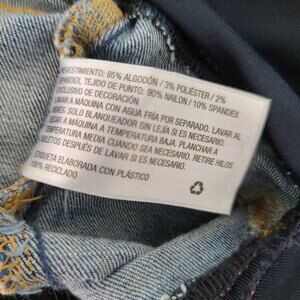 REVESTIMIENTO: 95% ALGODÓN / 3% POLIÉSTER / 2%
SPANDEX, TEJIDO DE PUNTO: 90% NAILON / 10% SPANDEX
EXCLUSIVO DE DECORACIÓN
LAVAR A MÁQUINA CON AGUA FRÍA POR SEPARADO. LAVAR AL
REVÉS. SOLO BLANQUEADOR SIN LEJÍA SI ES NECESARIO.
SECAR A MÁQUINA A TEMPERATURA BAJA. PLANCHAR A
TEMPERATURA MEDIA CUANDO SEA NECESARIO. RETIRE HILOS
SUELTOS DESPUÉS DE LAVAR SI ES NECESARIO.
ETIQUETA ELABORADA CON PLÁSTICO
100% RECICLADO